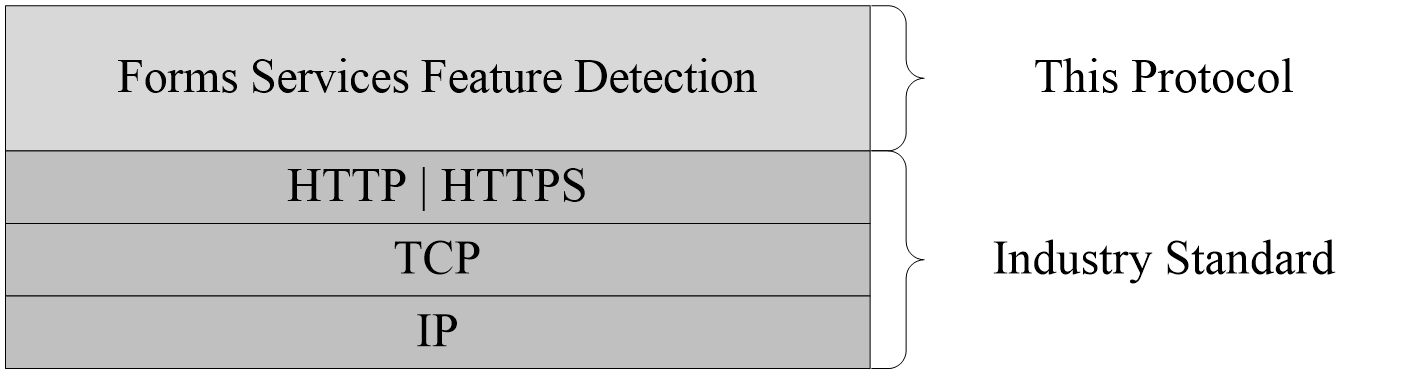 Forms Services Feature Detection
This Protocol
HTTP | HTTPS
TCP
IP
Industry Standard